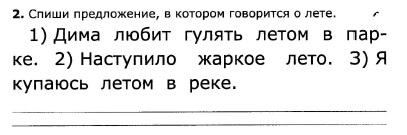 2. Спиши предложение, в котором говорится о лете.
1) Дима любит гулять летом в пар-
ке. 2) Наступило жаркое лето. 3) Я
купаюсь летом в реке.